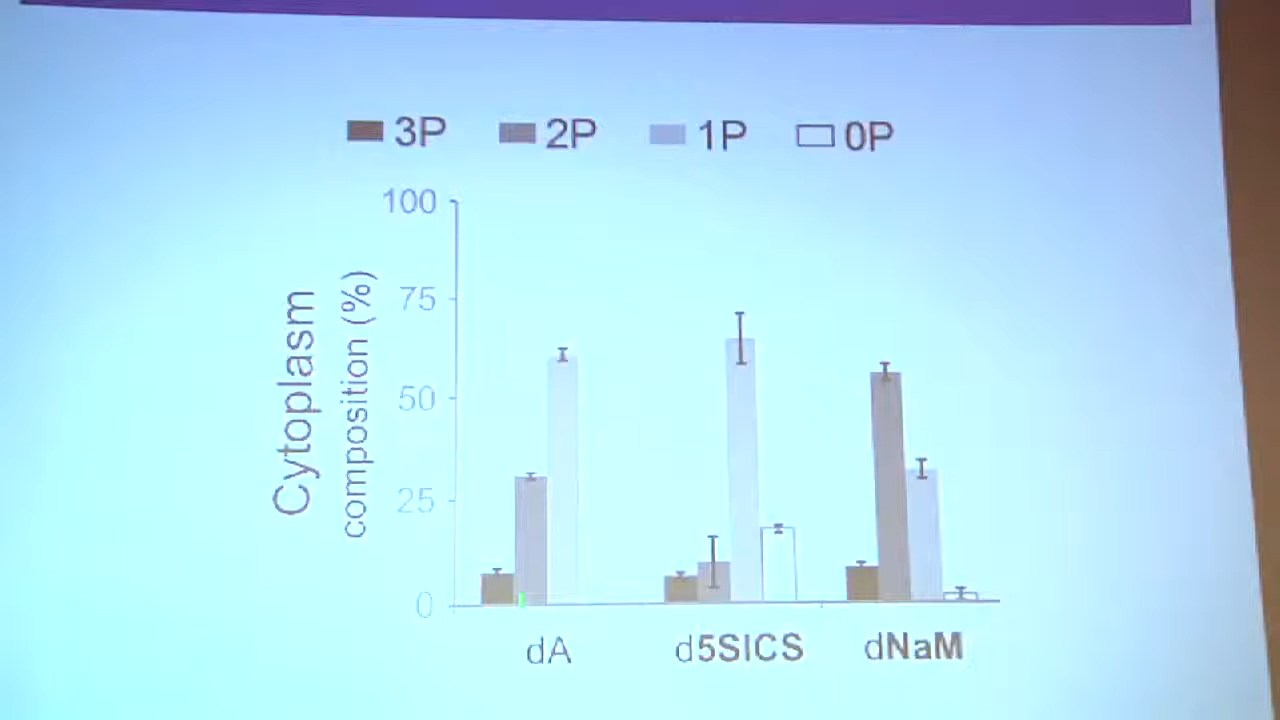 3P 2P 1P 0P
100
75
50
25
0
Cytoplasm
composition (%)
dA d5SICS dNaM